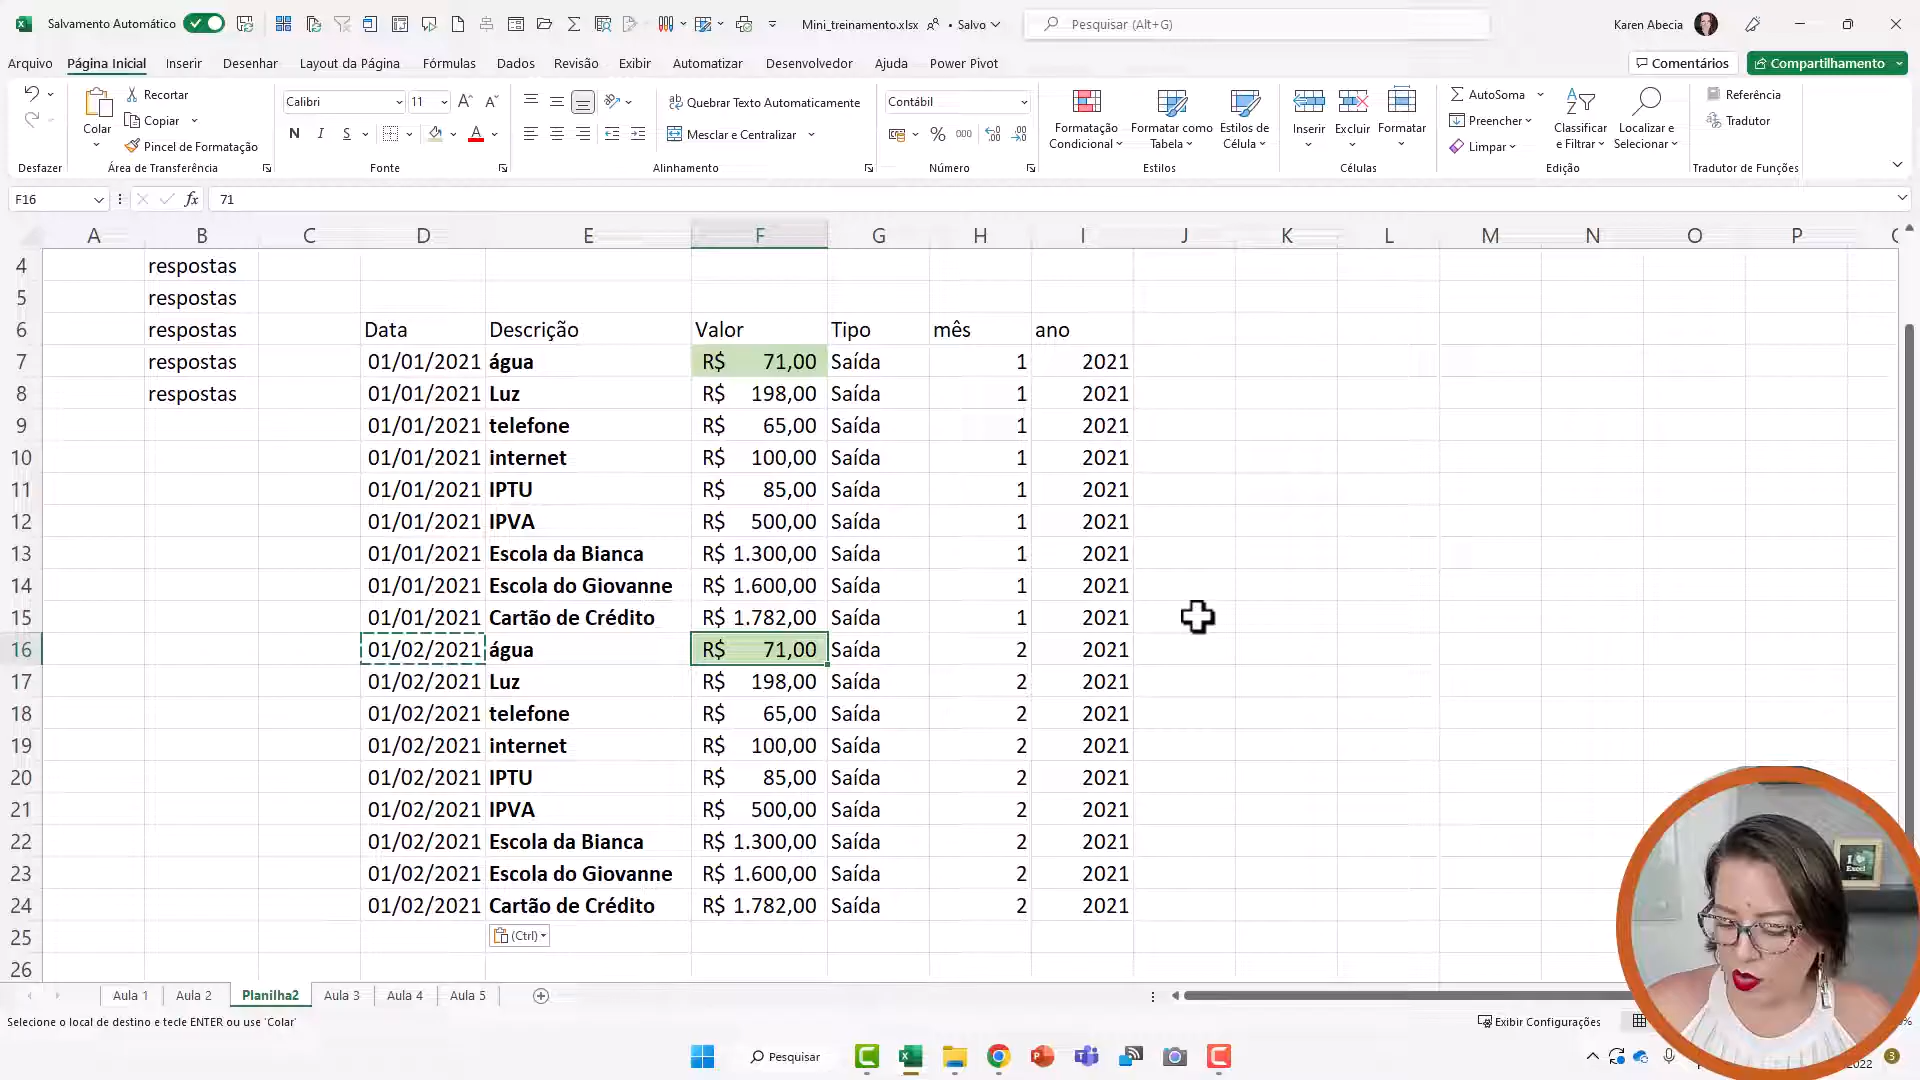 Salvamento Automático
Mini_treinamento.xlsx
• Salvo
Pesquisar (Alt+G)
Karen Abecia
Arquivo Página Inicial Inserir Desenhar Layout da Página Fórmulas Dados Revisão Exibir Automatizar Desenvolvedor Ajuda Power Pivot
Comentários
Compartilhamento
Desfazer
Colar
Recortar
Copiar
Pincel de Formatação
Área de Transferência
Calibri
11
N I S
Fonte
Quebrar Texto Automaticamente
Mesclar e Centralizar
Alinhamento
Contábil
% 000
Número
Formatação Condicional
Formatar como Tabela
Estilos de Célula
Estilos
Inserir
Excluir
Formatar
Células
AutoSoma
Preencher
Limpar
Classificar e Filtrar
Localizar e Selecionar
Edição
Referência
Tradutor
Tradutor de Funções
F16
fx
71
A B C D E F G H I J K L M N O P
4 respostas
5 respostas
6 respostas Data Descrição Valor Tipo mês ano
7 respostas 01/01/2021 água R$ 71,00 Saída 1 2021
8 respostas 01/01/2021 Luz R$ 198,00 Saída 1 2021
9 01/01/2021 telefone R$ 65,00 Saída 1 2021
10 01/01/2021 internet R$ 100,00 Saída 1 2021
11 01/01/2021 IPTU R$ 85,00 Saída 1 2021
12 01/01/2021 IPVA R$ 500,00 Saída 1 2021
13 01/01/2021 Escola da Bianca R$ 1.300,00 Saída 1 2021
14 01/01/2021 Escola do Giovanne R$ 1.600,00 Saída 1 2021
15 01/01/2021 Cartão de Crédito R$ 1.782,00 Saída 1 2021
16 01/02/2021 água R$ 71,00 Saída 2 2021
17 01/02/2021 Luz R$ 198,00 Saída 2 2021
18 01/02/2021 telefone R$ 65,00 Saída 2 2021
19 01/02/2021 internet R$ 100,00 Saída 2 2021
20 01/02/2021 IPTU R$ 85,00 Saída 2 2021
21 01/02/2021 IPVA R$ 500,00 Saída 2 2021
22 01/02/2021 Escola da Bianca R$ 1.300,00 Saída 2 2021
23 01/02/2021 Escola do Giovanne R$ 1.600,00 Saída 2 2021
24 01/02/2021 Cartão de Crédito R$ 1.782,00 Saída 2 2021
25 (Ctrl)
26
Aula 1 Aula 2 Planilha2 Aula 3 Aula 4 Aula 5
Selecione o local de destino e tecle ENTER ou use 'Colar'
Exibir Configurações
Pesquisar
2022
3